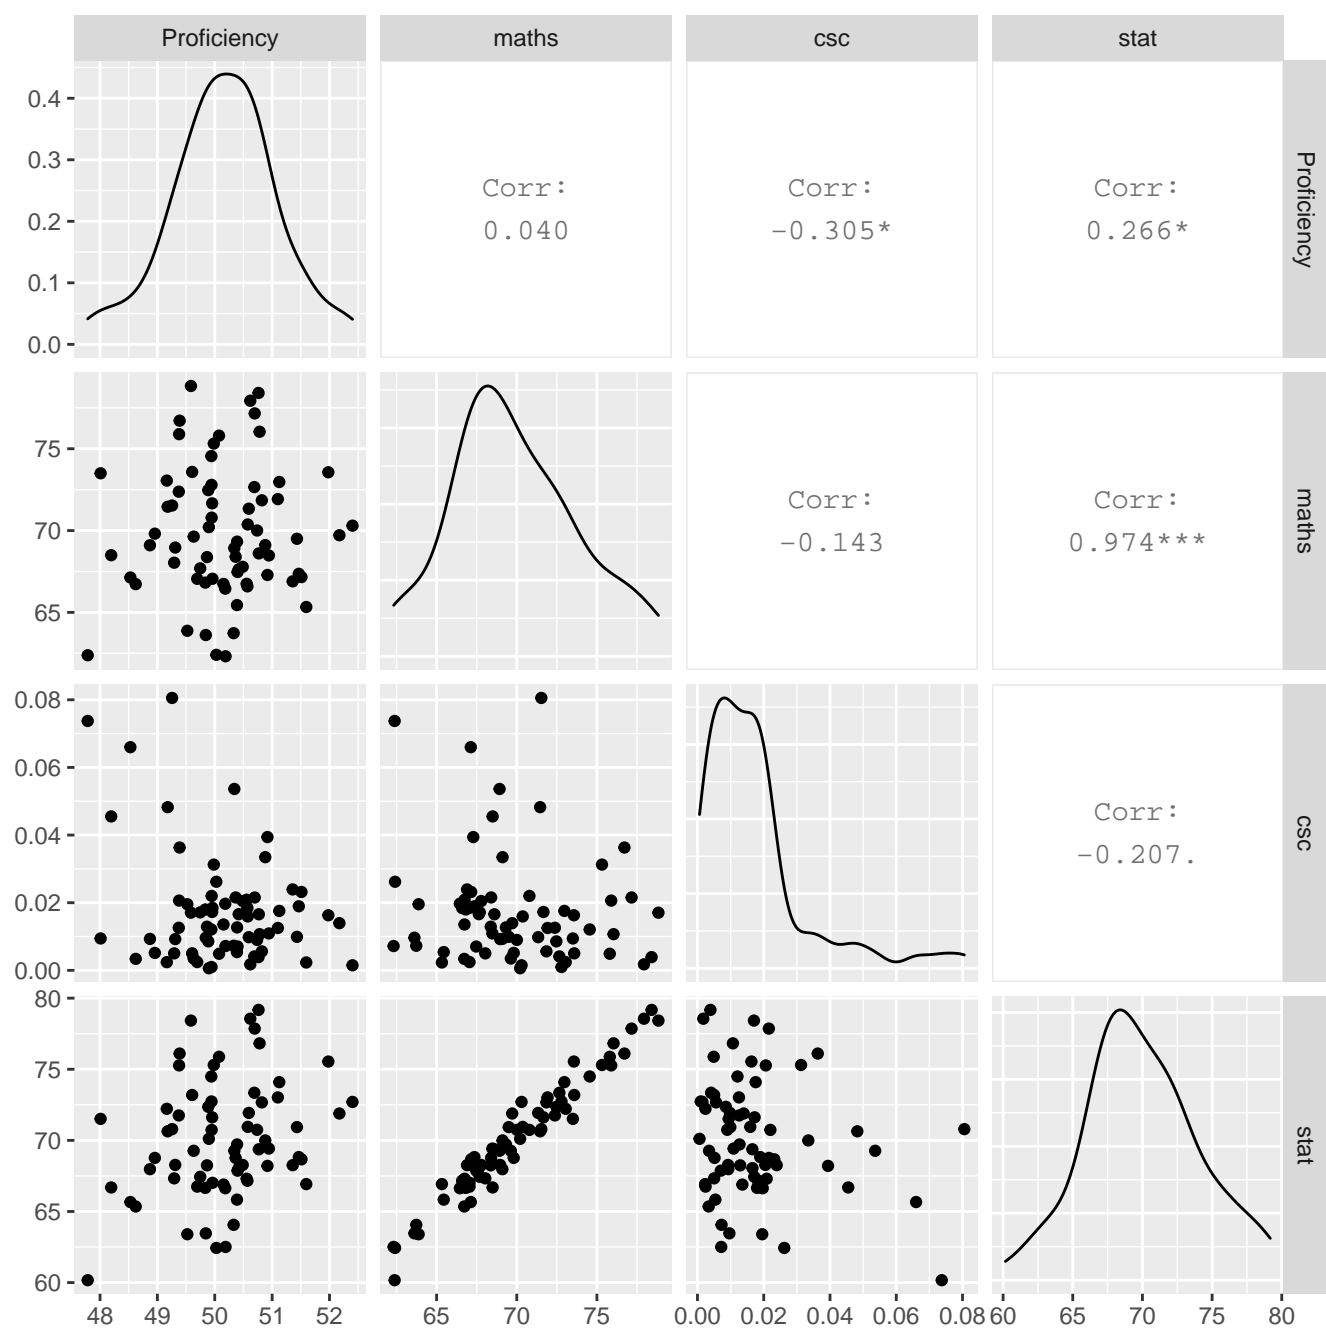 Proficiency
maths
csc
stat
0.4
0.3
0.2
0.1
0.0
Corr:
0.040
Corr:
-0.305*
Corr:
0.266*
Proficiency
75
70
65
Corr:
-0.143
Corr:
0.974***
maths
0.08
0.06
0.04
0.02
0.00
Corr:
-0.207.
csc
80
75
70
65
60
stat
48 49 50 51 52
65 70 75
0.00 0.02 0.04 0.06 0.08
60 65 70 75 80